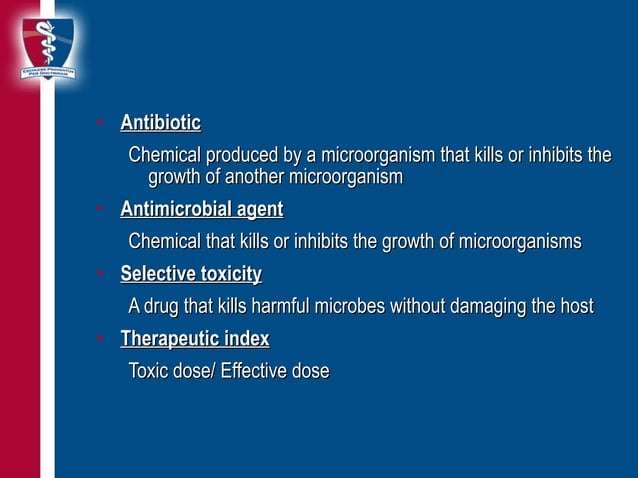 • Antibiotic
Chemical produced by a microorganism that kills or inhibits the
growth of another microorganism
• Antimicrobial agent
Chemical that kills or inhibits the growth of microorganisms
• Selective toxicity
A drug that kills harmful microbes without damaging the host
• Therapeutic index
Toxic dose/ Effective dose